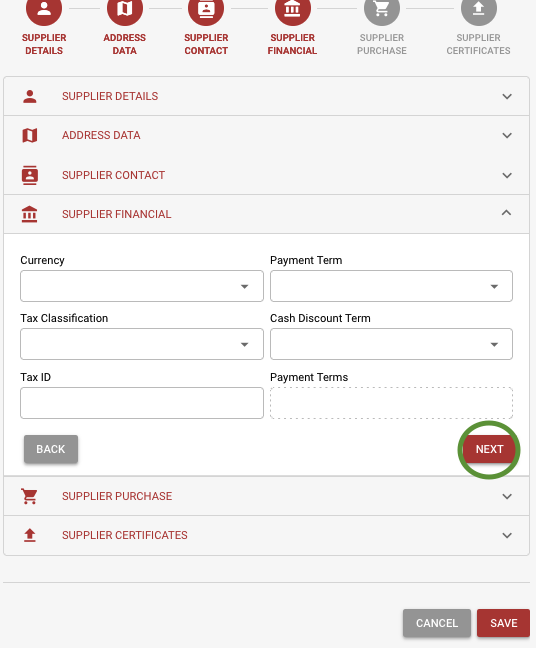 SUPPLIER DETAILS
ADDRESS DATA
SUPPLIER CONTACT
SUPPLIER FINANCIAL
SUPPLIER PURCHASE
SUPPLIER CERTIFICATES
SUPPLIER DETAILS
ADDRESS DATA
SUPPLIER CONTACT
SUPPLIER FINANCIAL
Currency
Payment Term
Tax Classification
Cash Discount Term
Tax ID
Payment Terms
BACK
NEXT
SUPPLIER PURCHASE
SUPPLIER CERTIFICATES
CANCEL
SAVE